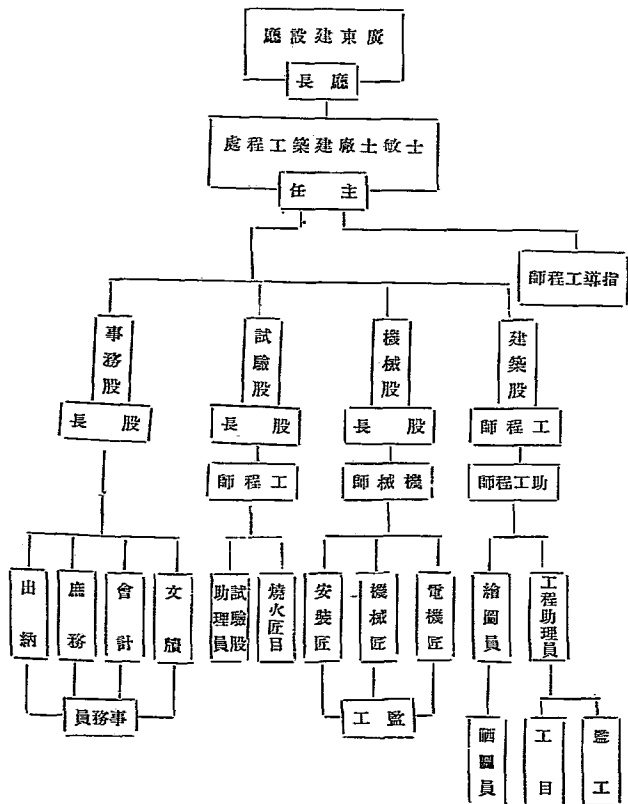 廣東建設廳
廳長
士敏土廠建築工程處
主任
指導工程師
建築股
機械股
試驗股
事務股
工程師
股長
股長
股長
助工程師
機械師
工程師
工程助理員
繪圖員
電機匠
機械匠
安裝匠
燒火匠目
試驗股
助理員
文牘
會計
庶務
出納
監工
事務員
監工
工目
晒圖員